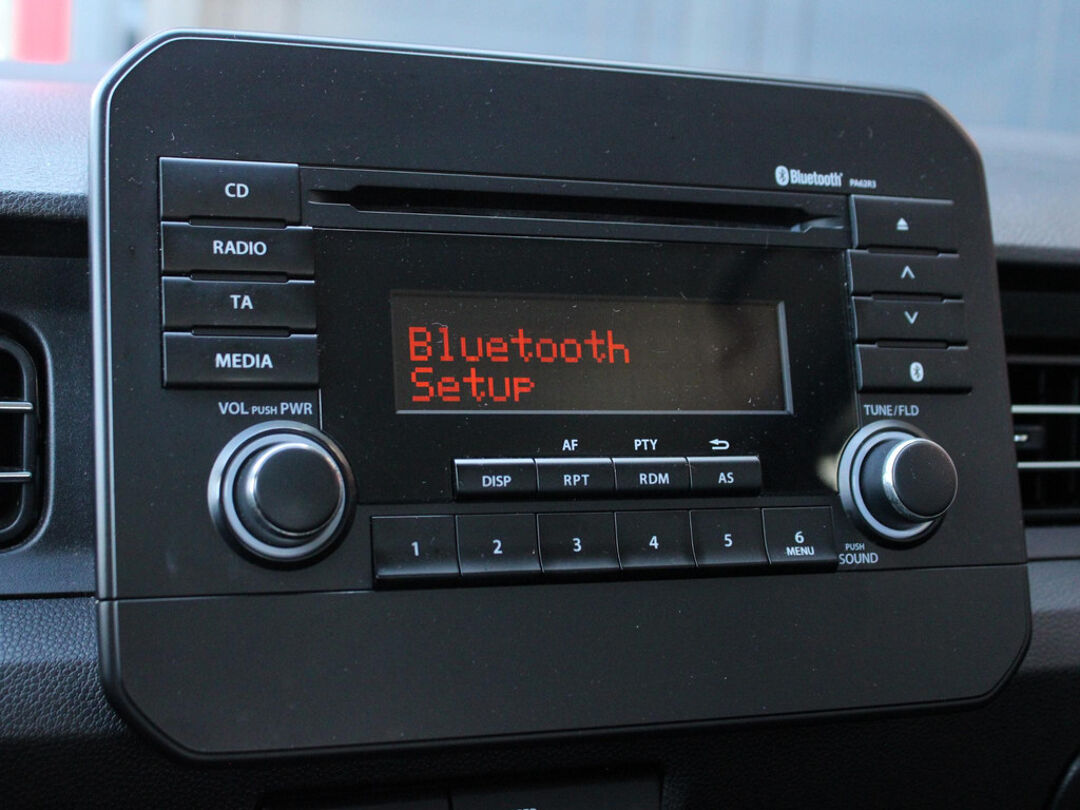 Bluetooth PA62R3
CD
RADIO
TA
MEDIA
Bluetooth
Setup
VOL PUSH PWR
TUNE/FLD
AF PTY
DISP RPT RDM AS
1 2 3 4 5 6
MENU
PUSH
SOUND